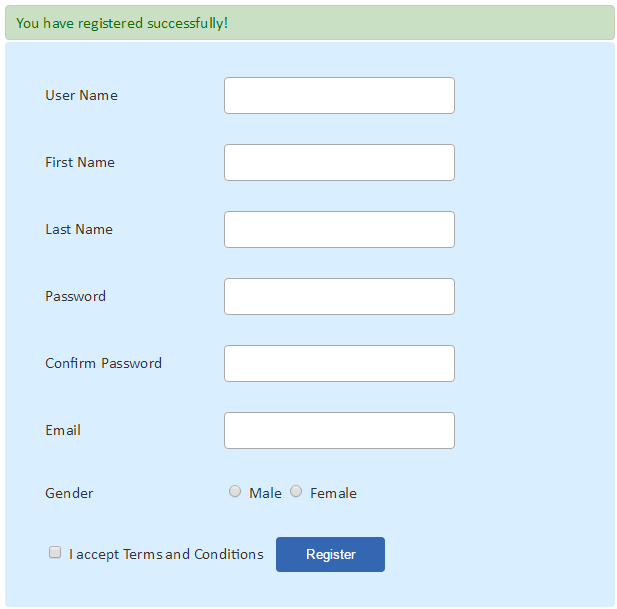 You have registered successfully!
User Name
First Name
Last Name
Password
Confirm Password
Email
Gender Male Female
I accept Terms and Conditions Register